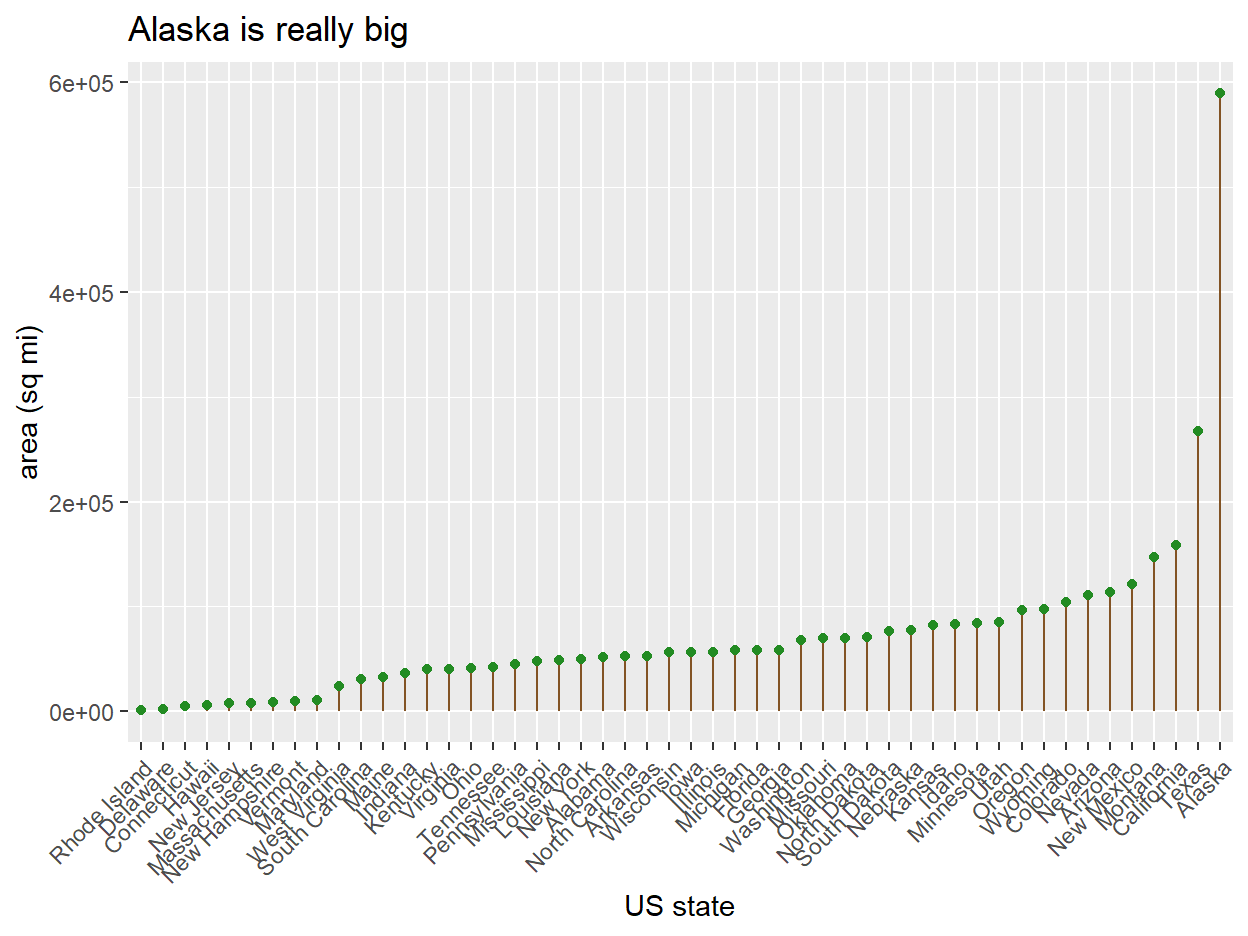 Alaska is really big
6e+05
4e+05
2e+05
0e+00
area (sq mi)
Rhode Island
Delaware
Connecticut
Hawaii
New Jersey
Massachusetts
New Hampshire
Vermont
Maryland
West Virginia
South Carolina
Maine
Indiana
Kentucky
Virginia
Ohio
Tennessee
Pennsylvania
Mississippi
Louisiana
New York
Alabama
North Carolina
Arkansas
Wisconsin
Iowa
Illinois
Michigan
Florida
Georgia
Washington
Missouri
Oklahoma
North Dakota
South Dakota
Nebraska
Kansas
Idaho
Minnesota
Utah
Oregon
Wyoming
Colorado
Nevada
Arizona
New Mexico
Montana
California
Texas
Alaska
US state